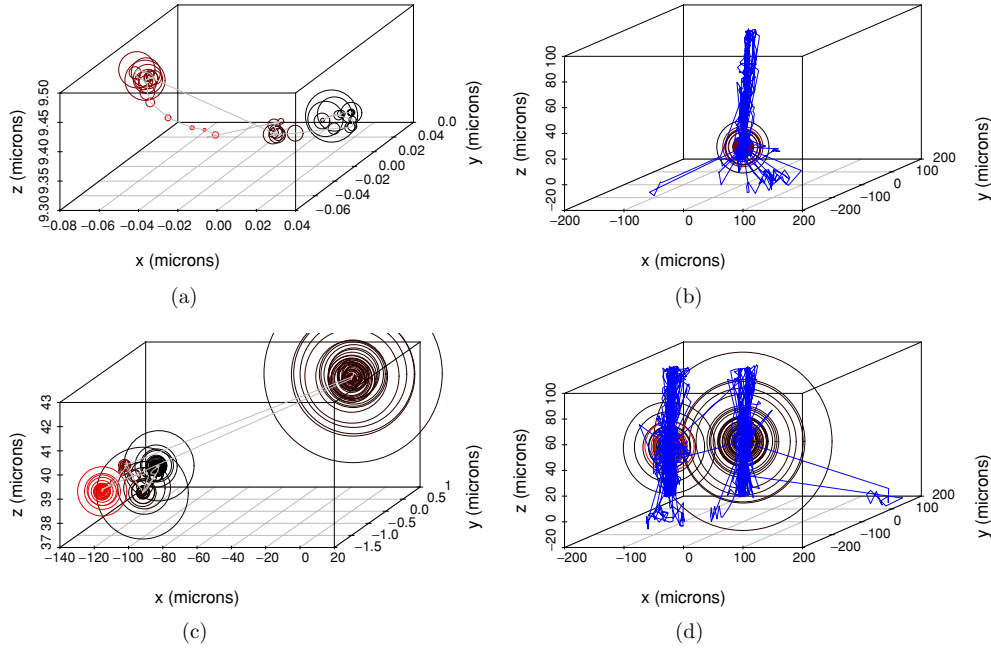 z (microns)
9.30 9.35 9.40 9.45 9.50
−0.08 −0.06 −0.04 −0.02 0.00 0.02 0.04
x (microns)
−0.06 −0.04 −0.02 0.00 0.02 0.04 0.0
y (microns)
(a)
z (microns)
−20 0 20 40 60 80 100
−200 −100 0 100 200
x (microns)
−200 −100 0 100 200
y (microns)
(b)
z (microns)
37 38 39 40 41 42 43
−140 −120 −100 −80 −60 −40 −20 0 20
x (microns)
−1.5 −1.0 −0.5 0.0 0.5 1
y (microns)
(c)
z (microns)
−20 0 20 40 60 80 100
−200 −100 0 100 200
x (microns)
−200 −100 0 100 200
y (microns)
(d)